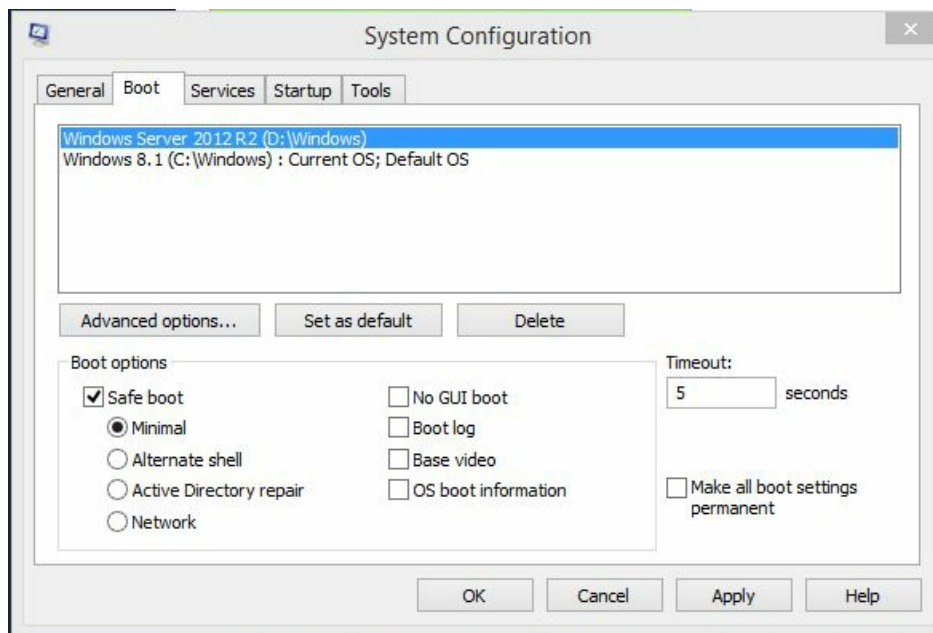 System Configuration
General Boot Services Startup Tools
Windows Server 2012 R2 (D:\Windows)
Windows 8.1 (C:\Windows) : Current OS; Default OS
Advanced options... Set as default Delete
Boot options
Timeout:
Safe boot No GUI boot 5 seconds
Minimal Boot log
Alternate shell Base video
Active Directory repair OS boot information Make all boot settings
permanent
Network
OK Cancel Apply Help